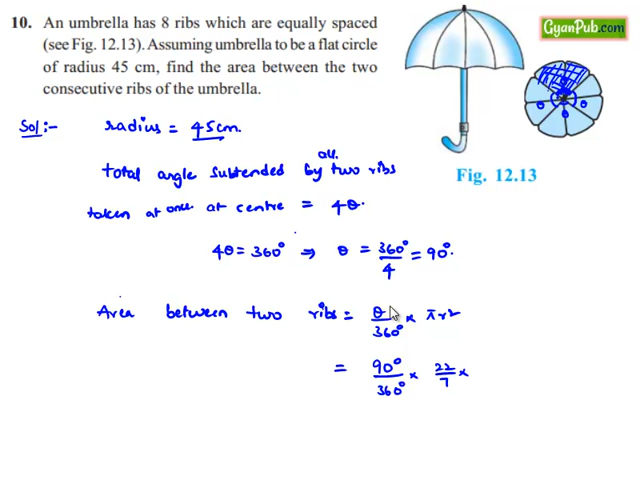 10. An umbrella has 8 ribs which are equally spaced
(see Fig. 12.13). Assuming umbrella to be a flat circle
of radius 45 cm, find the area between the two
consecutive ribs of the umbrella.
GyanPub.com
θ θ θ
Fig. 12.13
Sol:- radius = 45cm.
total angle subtended by all two ribs
taken at once at centre = 4θ.
4θ = 360° ⇒ θ = 360°/4 = 90°.
Area between two ribs = θ/360° × πr²
= 90°/360° × 22/7 ×